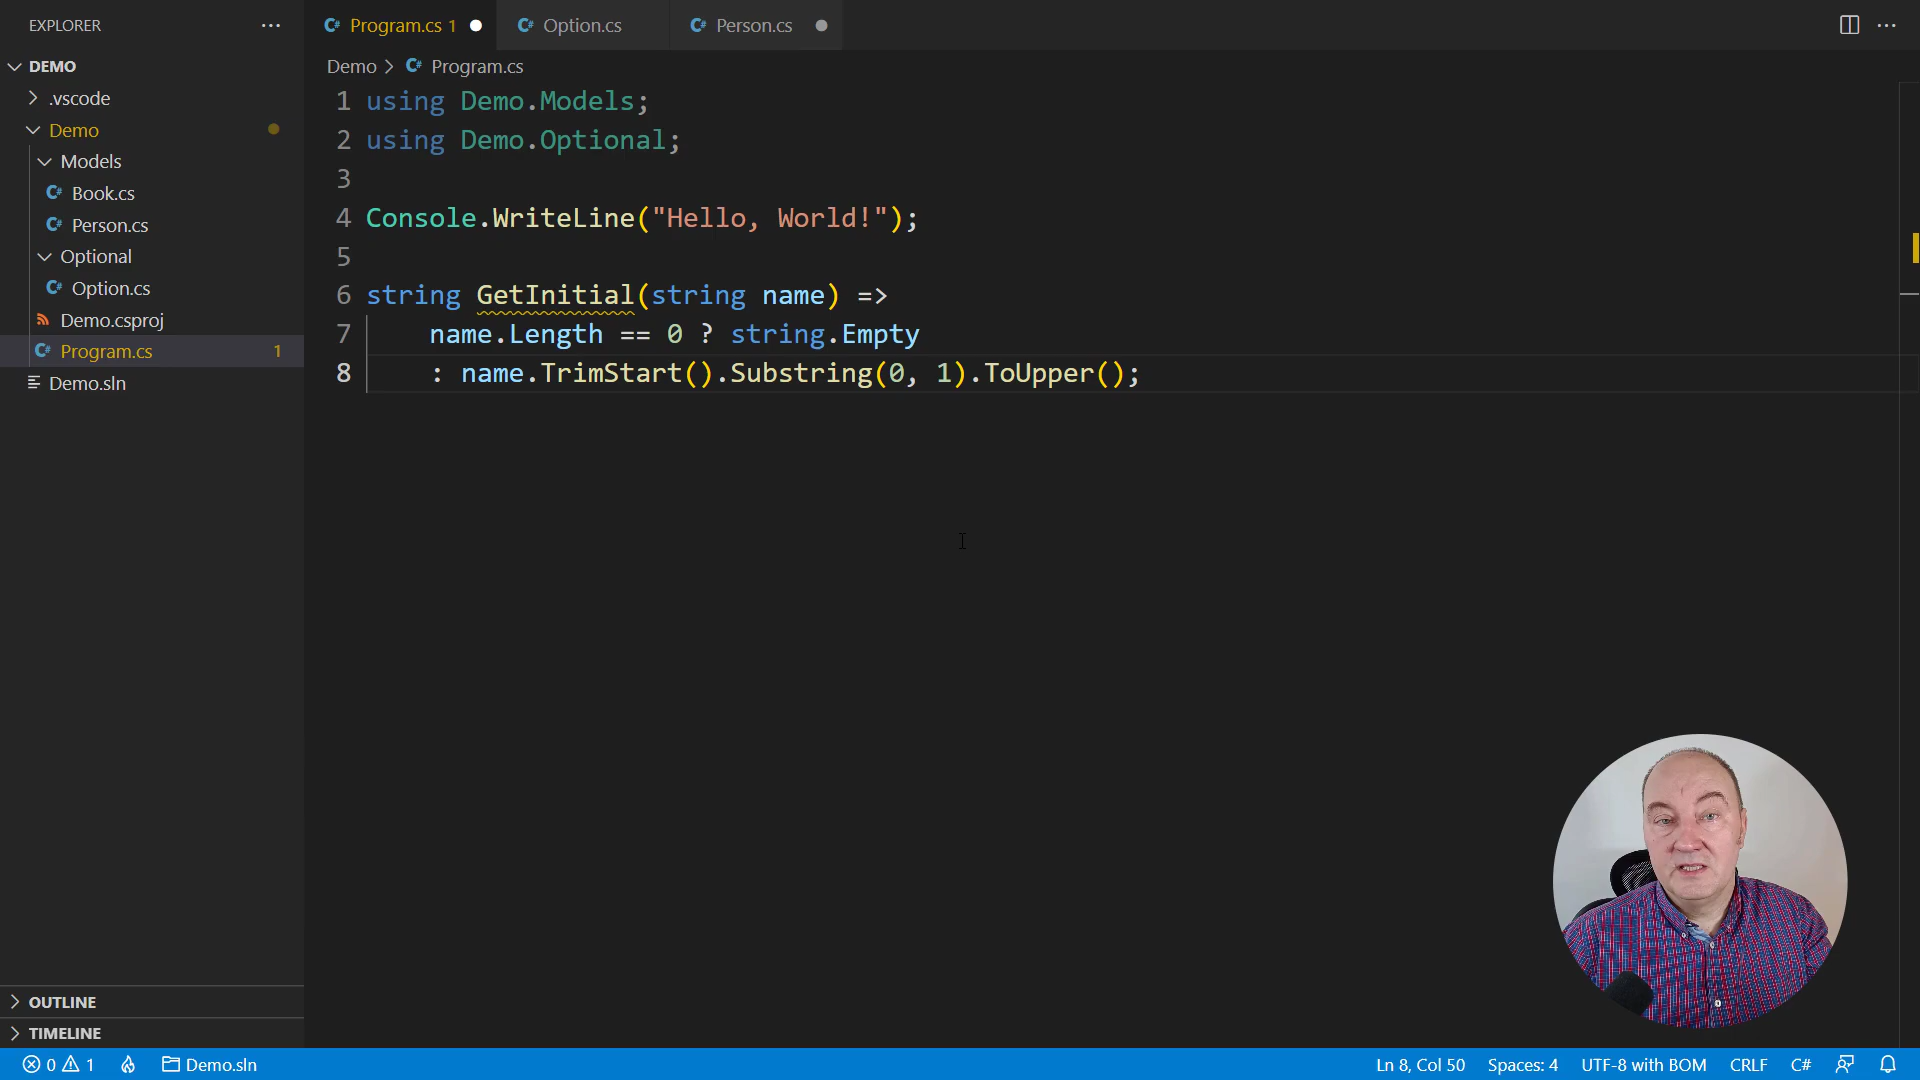 EXPLORER
DEMO
.vscode
Demo
Models
Book.cs
Person.cs
Optional
Option.cs
Demo.csproj
Program.cs 1
Demo.sln
OUTLINE
TIMELINE
Program.cs 1
Option.cs
Person.cs
Demo > Program.cs
1 using Demo.Models;
2 using Demo.Optional;
3
4 Console.WriteLine("Hello, World!");
5
6 string GetInitial(string name) =>
7     name.Length == 0 ? string.Empty
8     : name.TrimStart().Substring(0, 1).ToUpper();
0 1 Demo.sln Ln 8, Col 50 Spaces: 4 UTF-8 with BOM CRLF C#